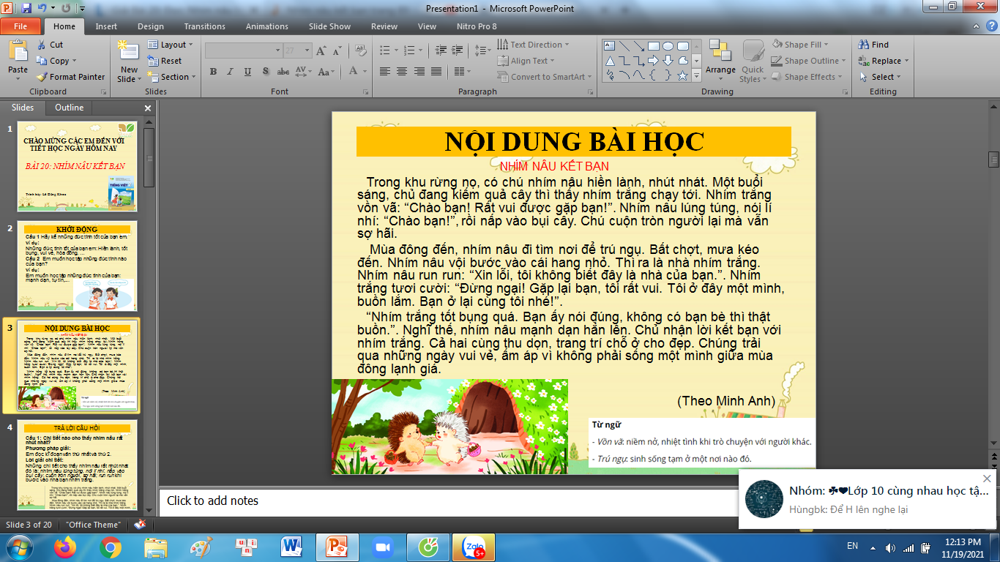 Presentation1 - Microsoft PowerPoint
File Home Insert Design Transitions Animations Slide Show Review View Nitro Pro 8
Paste
Cut
Copy
Format Painter
Clipboard
New Slide
Layout
Reset
Section
Slides
27
Font
Paragraph
Text Direction
Align Text
Convert to SmartArt
Drawing
Arrange
Quick Styles
Shape Fill
Shape Outline
Shape Effects
Find
Replace
Select
Editing
Slides Outline
1
CHÀO MỪNG CÁC EM ĐẾN VỚI
TIẾT HỌC NGÀY HÔM NAY
BÀI 20: NHÍM NÂU KẾT BẠN
TIẾNG VIỆT
2
KHỞI ĐỘNG
Câu 1 Hãy kể những đức tính tốt của bạn em.
Ví dụ:
Những đức tính tốt của bạn em: Hiền lành, tốt
bụng, vui vẻ, hòa đồng, ...
Câu 2 Em muốn học tập những đức tính nào
của bạn?
Ví dụ:
Em muốn học tập những đức tính của bạn:
mạnh dạn, tự tin,...
3
NỘI DUNG BÀI HỌC
4
TRẢ LỜI CÂU HỎI
Câu 1: Chi tiết nào cho thấy nhím nâu rất
nhút nhát?
Phương pháp giải:
Em đọc kĩ đoạn văn thứ nhất và thứ 2.
Lời giải chi tiết:
Những chi tiết cho thấy nhím nâu rất nhút nhát
đó là: nhím nâu lúng túng, nói lí nhí, nấp vào
bụi cây, cuộn tròn người, sợ hãi; run run khi
bước vào nhà bạn nhím trắng.
NỘI DUNG BÀI HỌC
NHÍM NÂU KẾT BẠN
Trong khu rừng nọ, có chú nhím nâu hiền lành, nhút nhát. Một buổi
sáng, chú đang kiếm quả cây thì thấy nhím trắng chạy tới. Nhím trắng
vồn vã: “Chào bạn! Rất vui được gặp bạn!”. Nhím nâu lúng túng, nói lí
nhí: “Chào bạn!”, rồi nấp vào bụi cây. Chú cuộn tròn người lại mà vẫn
sợ hãi.
Mùa đông đến, nhím nâu đi tìm nơi để trú ngụ. Bất chợt, mưa kéo
đến. Nhím nâu vội bước vào cái hang nhỏ. Thì ra là nhà nhím trắng.
Nhím nâu run run: “Xin lỗi, tôi không biết đây là nhà của bạn.”. Nhím
trắng tươi cười: “Đừng ngại! Gặp lại bạn, tôi rất vui. Tôi ở đây một mình,
buồn lắm. Bạn ở lại cùng tôi nhé!”.
“Nhím trắng tốt bụng quá. Bạn ấy nói đúng, không có bạn bè thì thật
buồn.”. Nghĩ thế, nhím nâu mạnh dạn hẳn lên. Chú nhận lời kết bạn với
nhím trắng. Cả hai cùng thu dọn, trang trí chỗ ở cho đẹp. Chúng trải
qua những ngày vui vẻ, ấm áp vì không phải sống một mình giữa mùa
đông lạnh giá.
(Theo Minh Anh)
Từ ngữ
- Vồn vã: niềm nở, nhiệt tình khi trò chuyện với người khác.
- Trú ngụ: sinh sống tạm ở một nơi nào đó.
Click to add notes
Nhóm: ☘❤Lớp 10 cùng nhau học tậ...
Hùngbk: Để H lên nghe lại
Slide 3 of 20 "Office Theme"
Zalo 5+
EN
12:13 PM
11/19/2021